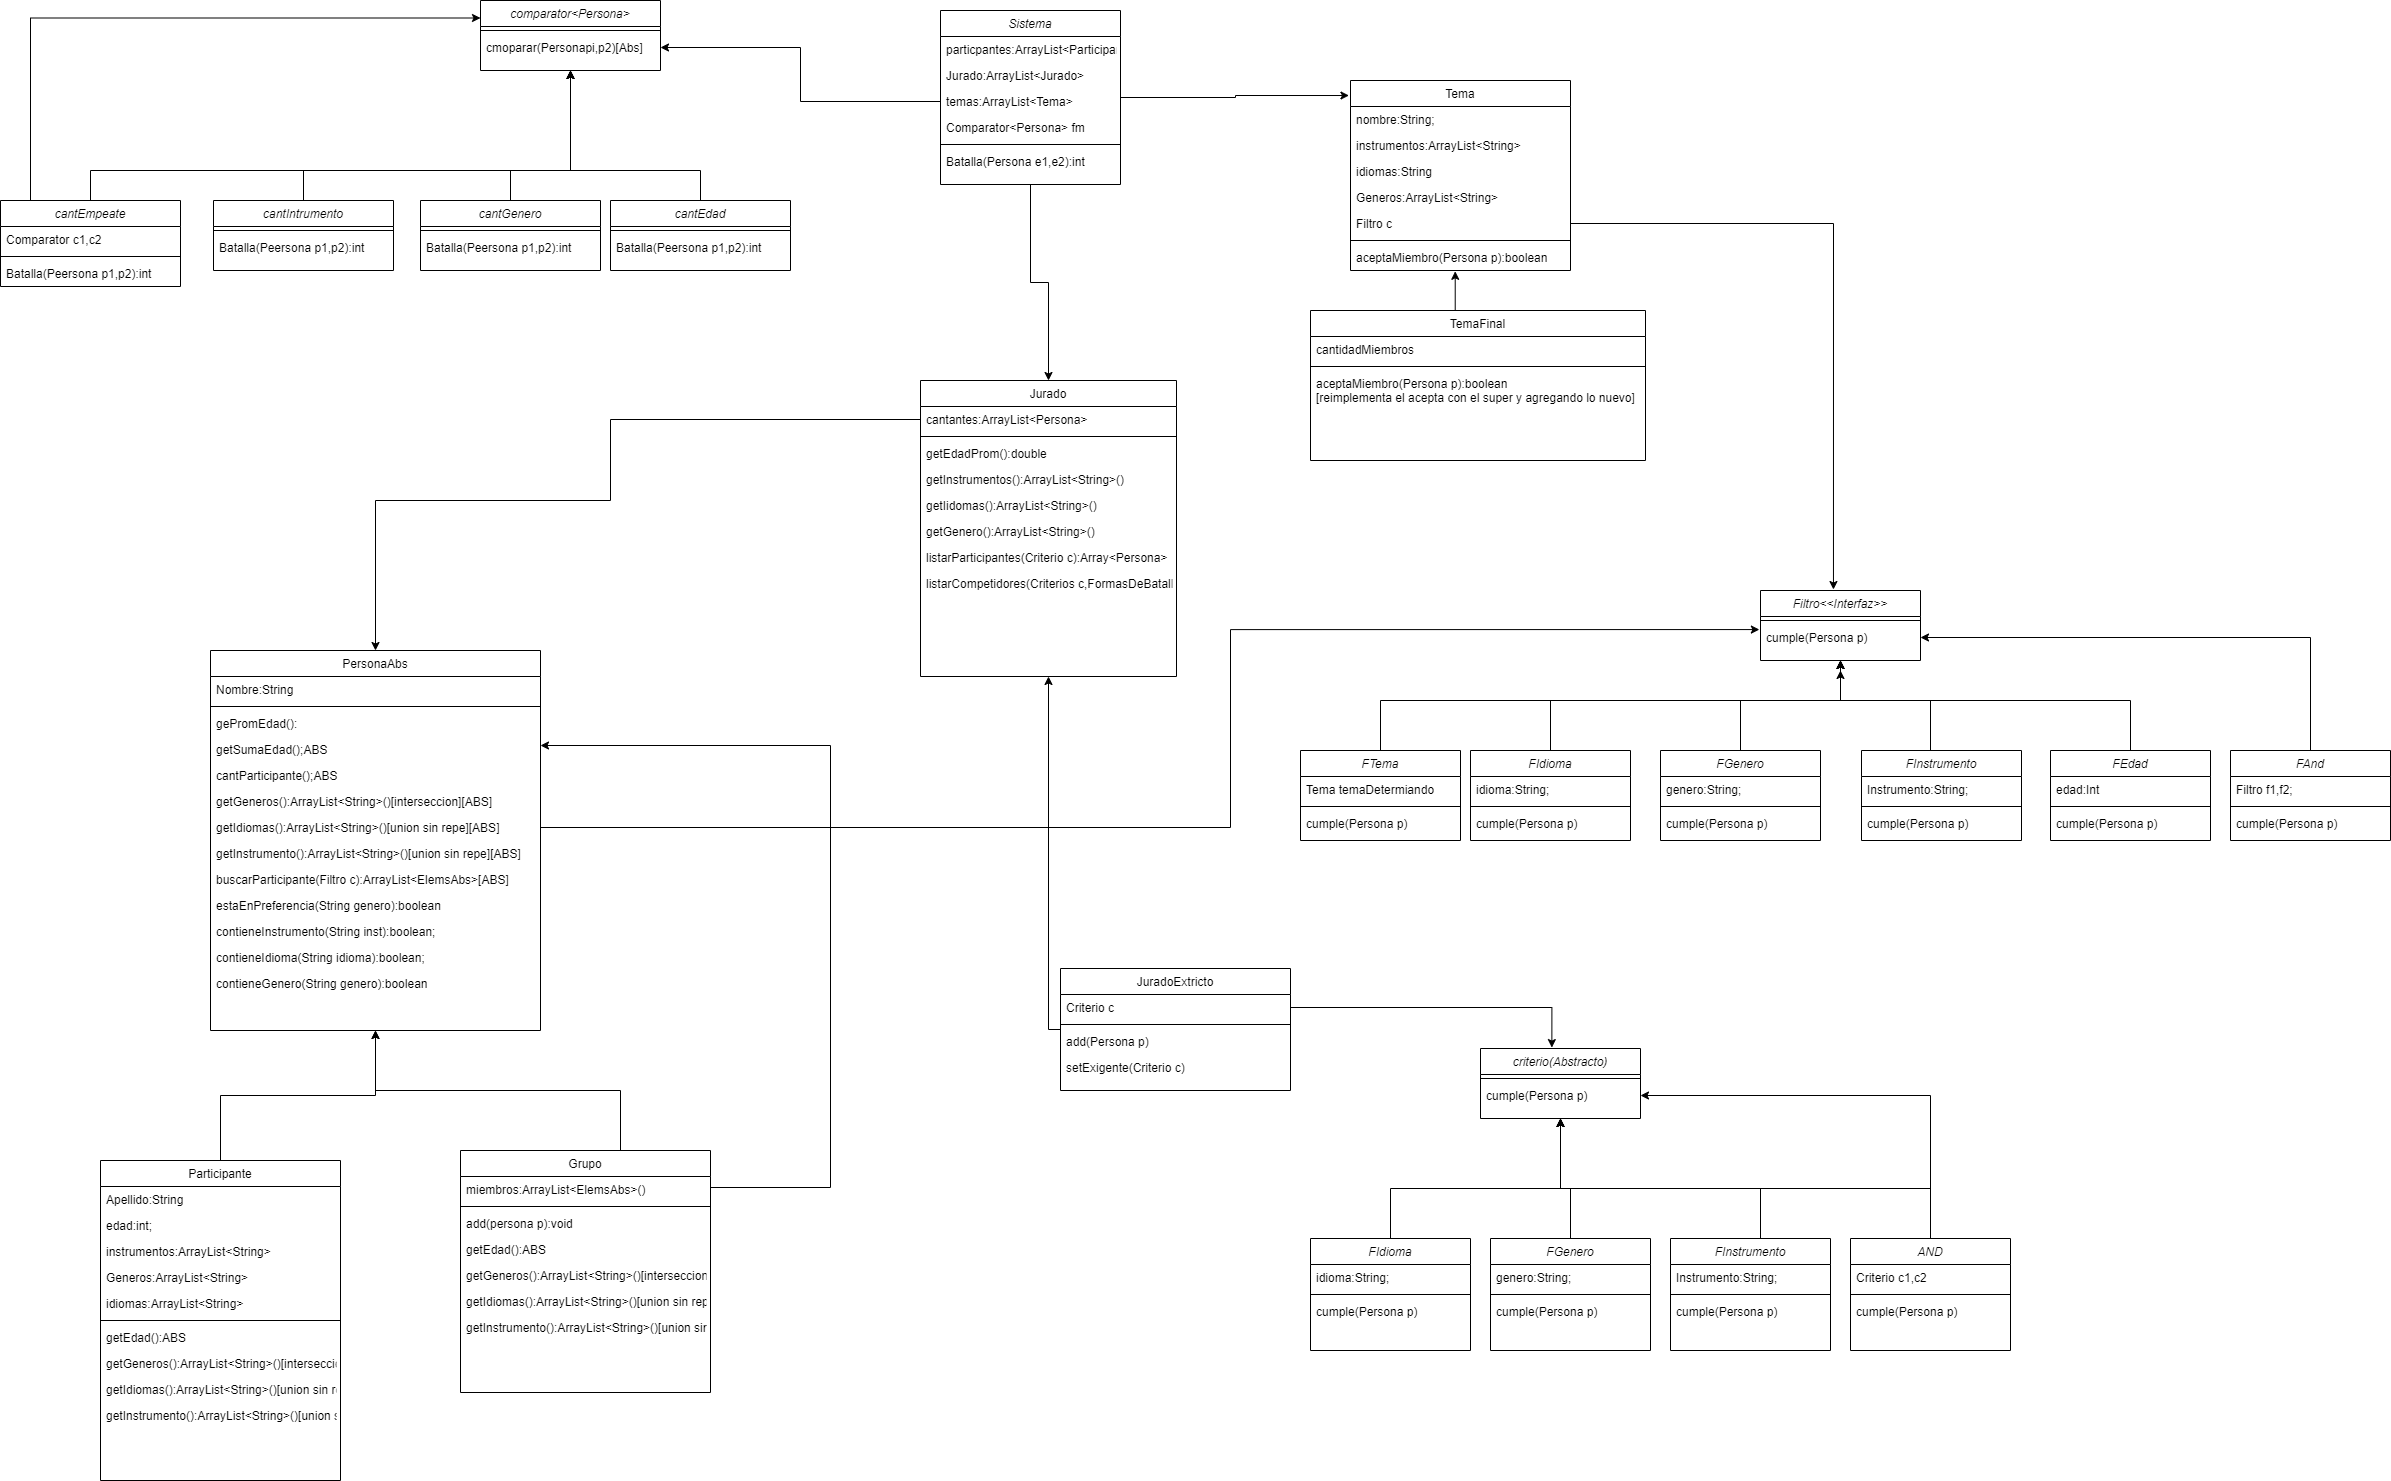 comparator<Persona>
cmoparar(Personapi,p2)[Abs]
Sistema
particpantes:ArrayList<Participa
Jurado:ArrayList<Jurado>
temas:ArrayList<Tema>
Comparator<Persona> fm
Batalla(Persona e1,e2):int
Tema
nombre:String;
instrumentos:ArrayList<String>
idiomas:String
Generos:ArrayList<String>
Filtro c
aceptaMiembro(Persona p):boolean
cantEmpeate
Comparator c1,c2
Batalla(Peersona p1,p2):int
cantIntrumento
Batalla(Peersona p1,p2):int
cantGenero
Batalla(Peersona p1,p2):int
cantEdad
Batalla(Peersona p1,p2):int
TemaFinal
cantidadMiembros
aceptaMiembro(Persona p):boolean
[reimplementa el acepta con el super y agregando lo nuevo]
Jurado
cantantes:ArrayList<Persona>
getEdadProm():double
getInstrumentos():ArrayList<String>()
getIidomas():ArrayList<String>()
getGenero():ArrayList<String>()
listarParticipantes(Criterio c):Array<Persona>
listarCompetidores(Criterios c,FormasDeBatall
Filtro<<Interfaz>>
cumple(Persona p)
PersonaAbs
Nombre:String
gePromEdad():
getSumaEdad();ABS
cantParticipante();ABS
getGeneros():ArrayList<String>()[interseccion][ABS]
getIdiomas():ArrayList<String>()[union sin repe][ABS]
getInstrumento():ArrayList<String>()[union sin repe][ABS]
buscarParticipante(Filtro c):ArrayList<ElemsAbs>[ABS]
estaEnPreferencia(String genero):boolean
contieneInstrumento(String inst):boolean;
contieneIdioma(String idioma):boolean;
contieneGenero(String genero):boolean
FTema
Tema temaDetermiando
cumple(Persona p)
FIdioma
idioma:String;
cumple(Persona p)
FGenero
genero:String;
cumple(Persona p)
FInstrumento
Instrumento:String;
cumple(Persona p)
FEdad
edad:Int
cumple(Persona p)
FAnd
Filtro f1,f2;
cumple(Persona p)
JuradoExtricto
Criterio c
add(Persona p)
setExigente(Criterio c)
criterio(Abstracto)
cumple(Persona p)
Participante
Apellido:String
edad:int;
instrumentos:ArrayList<String>
Generos:ArrayList<String>
idiomas:ArrayList<String>
getEdad():ABS
getGeneros():ArrayList<String>()[intersecci
getIdiomas():ArrayList<String>()[union sin r
getInstrumento():ArrayList<String>()[union s
Grupo
miembros:ArrayList<ElemsAbs>()
add(persona p):void
getEdad():ABS
getGeneros():ArrayList<String>()[interseccion
getIdiomas():ArrayList<String>()[union sin rep
getInstrumento():ArrayList<String>()[union sin
FIdioma
idioma:String;
cumple(Persona p)
FGenero
genero:String;
cumple(Persona p)
FInstrumento
Instrumento:String;
cumple(Persona p)
AND
Criterio c1,c2
cumple(Persona p)